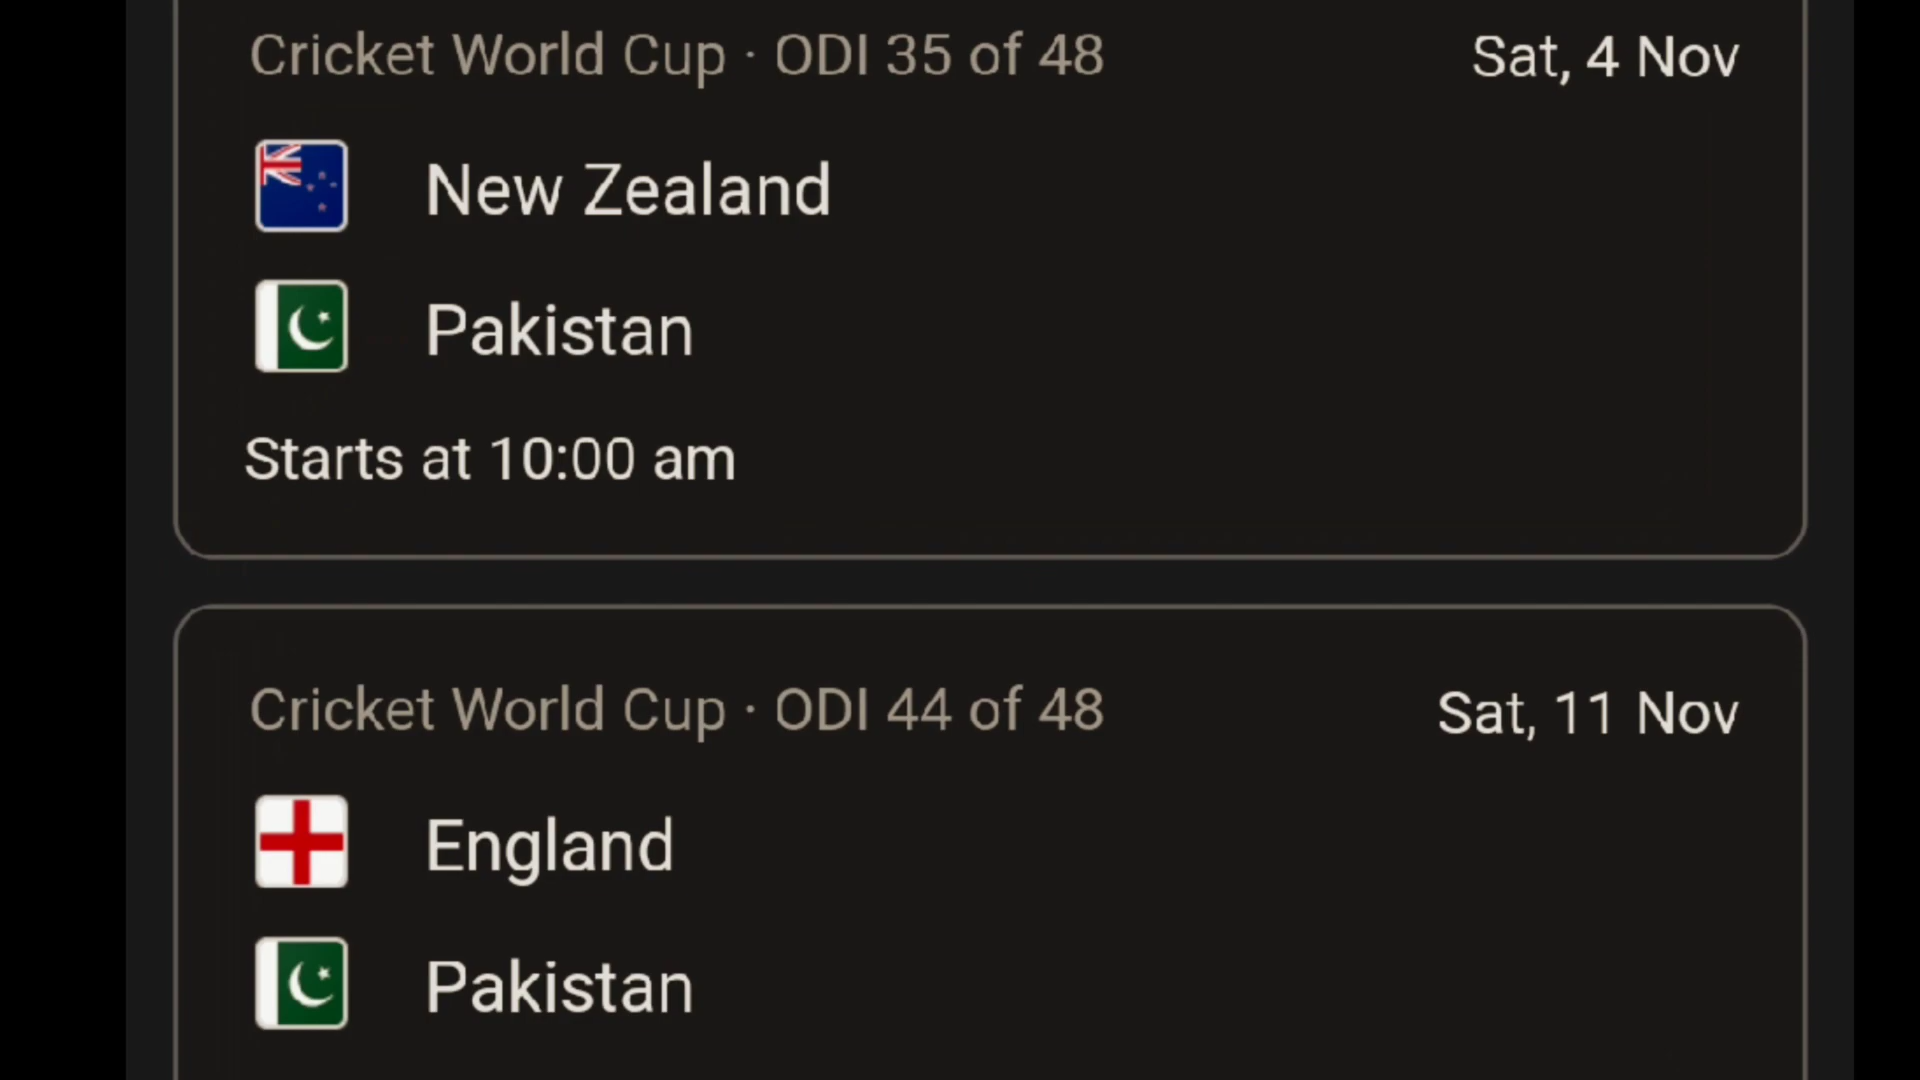 Cricket World Cup · ODI 35 of 48 Sat, 4 Nov
New Zealand
Pakistan
Starts at 10:00 am
Cricket World Cup · ODI 44 of 48 Sat, 11 Nov
England
Pakistan